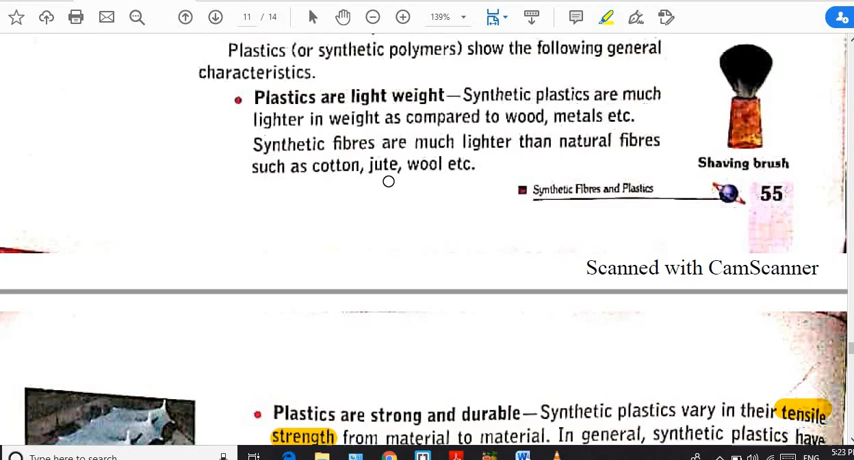 11 / 14
139%
Plastics (or synthetic polymers) show the following general
characteristics.
• Plastics are light weight—Synthetic plastics are much
lighter in weight as compared to wood, metals etc.
Synthetic fibres are much lighter than natural fibres
such as cotton, jute, wool etc.
Shaving brush
Synthetic Fibres and Plastics
55
Scanned with CamScanner
• Plastics are strong and durable—Synthetic plastics vary in their tensile
strength from material to material. In general, synthetic plastics have
Type here to search
ENG
5:23 P